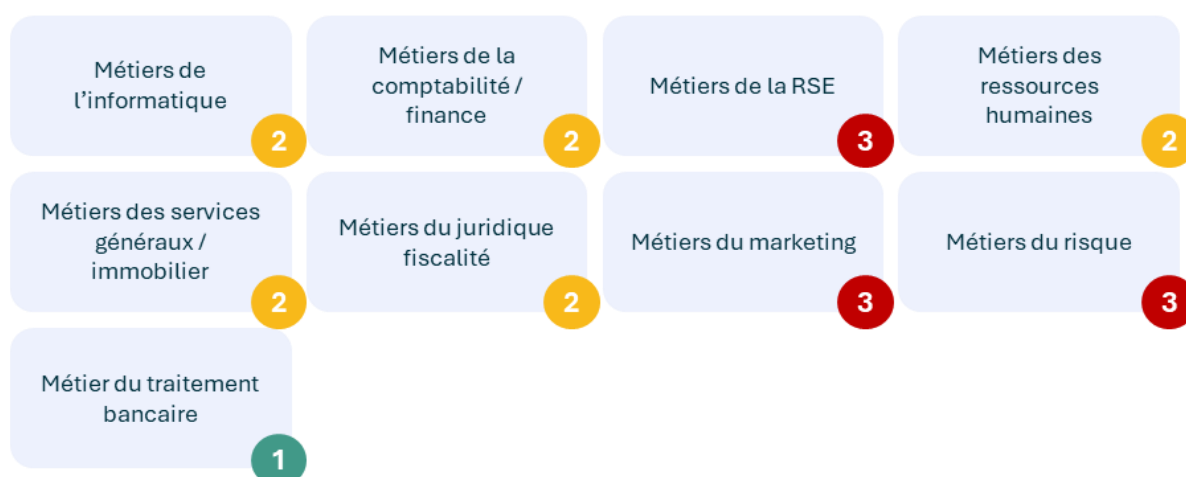 Métiers de
l’informatique
2
Métiers de la
comptabilité /
finance
2
Métiers de la RSE
3
Métiers des
ressources
humaines
2
Métiers des services
généraux /
immobilier
2
Métiers du juridique
fiscalité
2
Métiers du marketing
3
Métiers du risque
3
Métier du traitement
bancaire
1